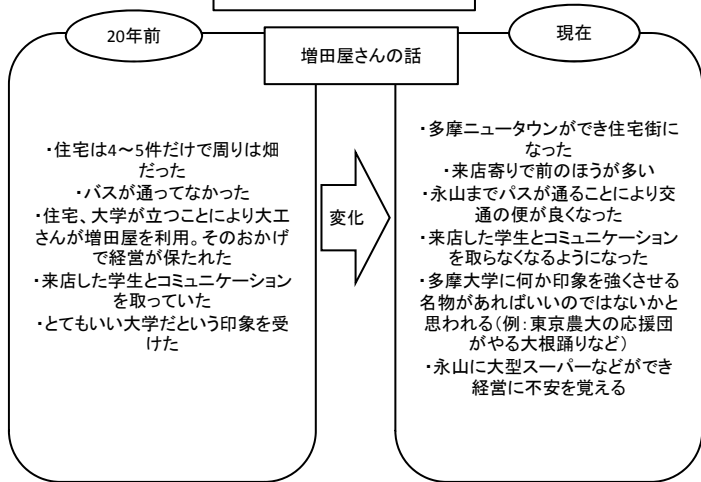 20年前
増田屋さんの話
現在
・住宅は4～5件だけで周りは畑
だった
・バスが通ってなかった
・住宅、大学が立つことにより大工
さんが増田屋を利用。そのおかげ
で経営が保たれた
・来店した学生とコミュニケーション
を取っていた
・とてもいい大学だという印象を受
けた
変化
・多摩ニュータウンができ住宅街に
なった
・来店寄りで前のほうが多い
・永山までバスが通ることにより交
通の便が良くなった
・来店した学生とコミュニケーション
を取らなくなるようになった
・多摩大学に何か印象を強くさせる
名物があればいいのではないかと
思われる（例：東京農大の応援団
がやる大根踊りなど）
・永山に大型スーパーなどができ
経営に不安を覚える